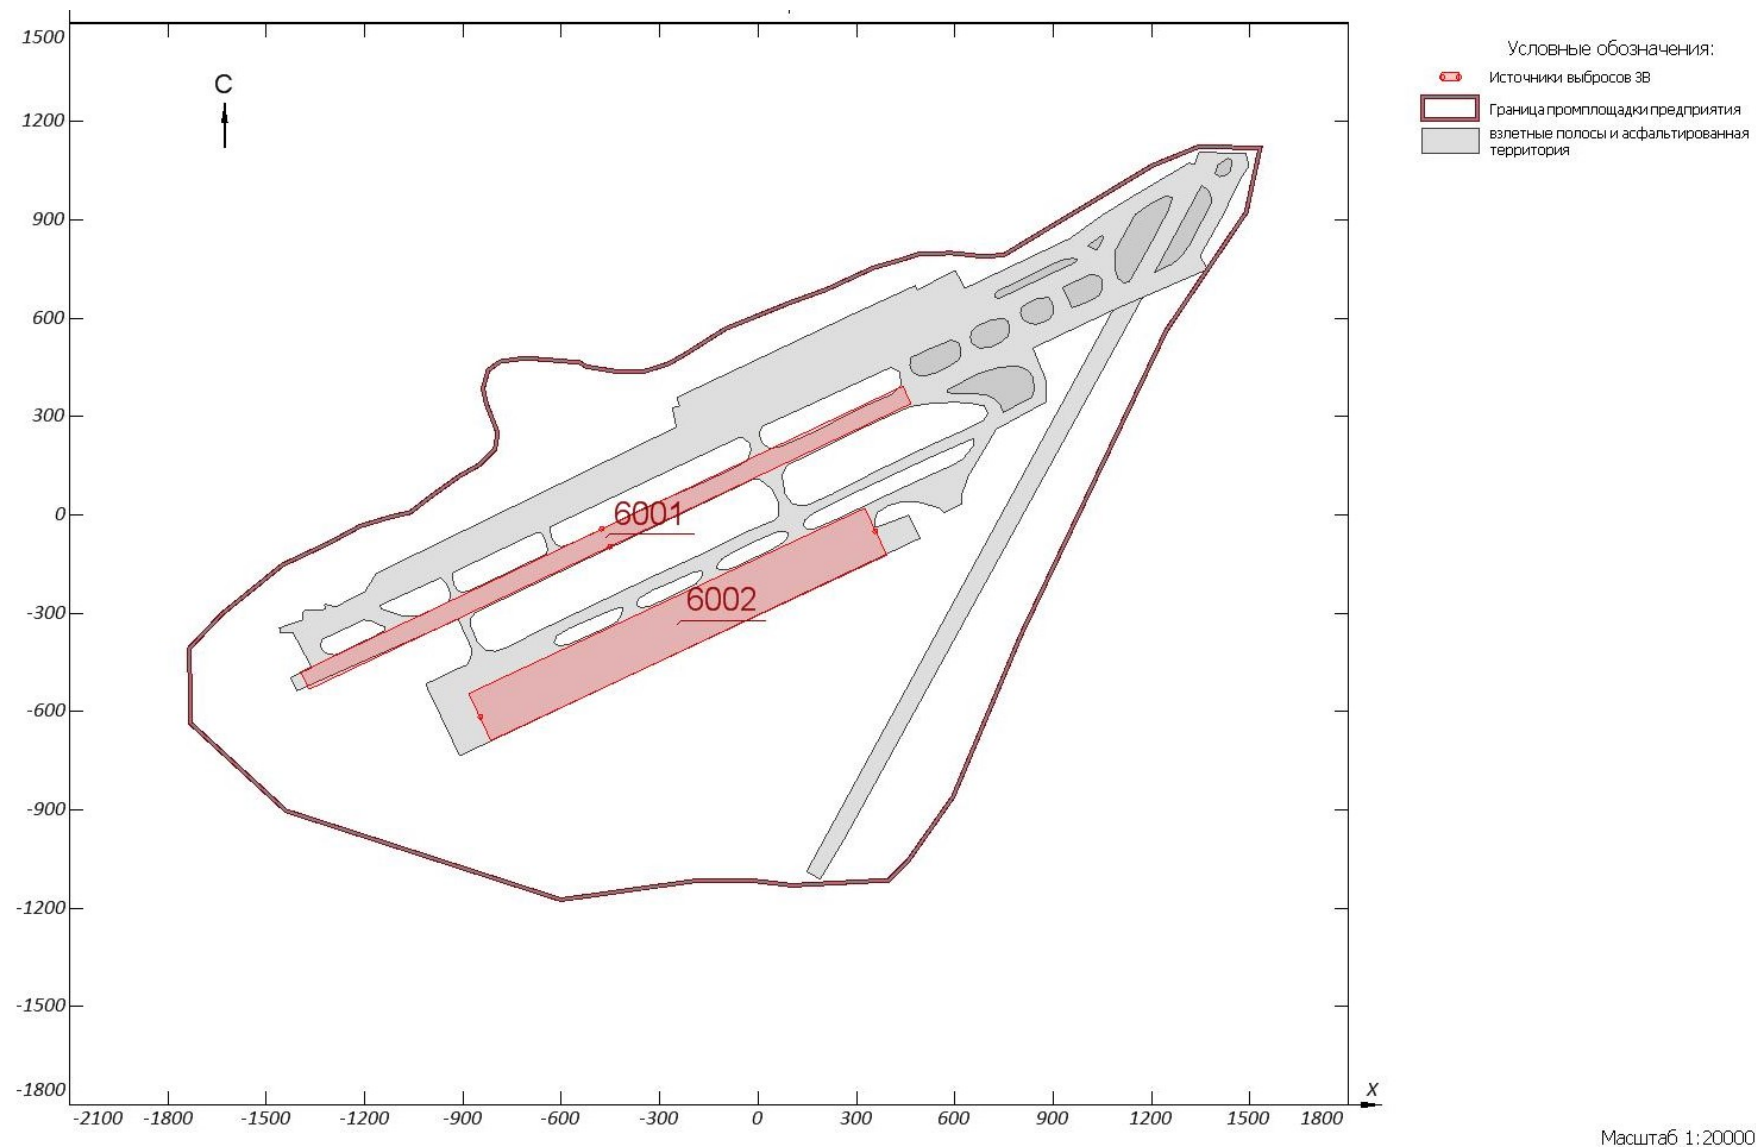 1500
1200
900
600
300
0
-300
-600
-900
-1200
-1500
-1800
С
6001
6002
-2100 -1800 -1500 -1200 -900 -600 -300 0 300 600 900 1200 1500 1800
X
Условные обозначения:
Источники выбросов ЗВ
Граница промплощадки предприятия
взлетные полосы и асфальтированная
территория
Масштаб 1:20000